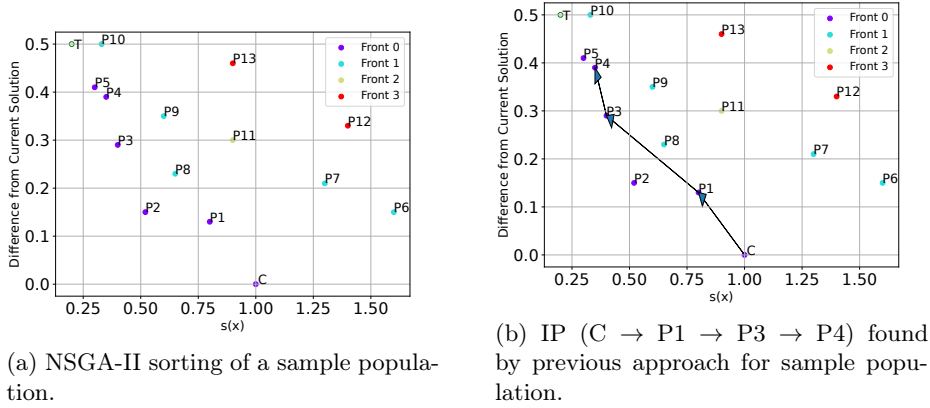 Difference from Current Solution
0.5
0.4
0.3
0.2
0.1
0.0
T
P10
P5
P4
P3
P9
P8
P2
P1
P13
P11
P12
P7
P6
C
Front 0
Front 1
Front 2
Front 3
0.25 0.50 0.75 1.00 1.25 1.50
s(x)
(a) NSGA-II sorting of a sample popula-
tion.
Difference from Current Solution
0.5
0.4
0.3
0.2
0.1
0.0
T
P10
P5
P4
P3
P9
P8
P2
P1
P13
P11
P12
P7
P6
C
Front 0
Front 1
Front 2
Front 3
0.25 0.50 0.75 1.00 1.25 1.50
s(x)
(b) IP (C → P1 → P3 → P4) found
by previous approach for sample popu-
lation.